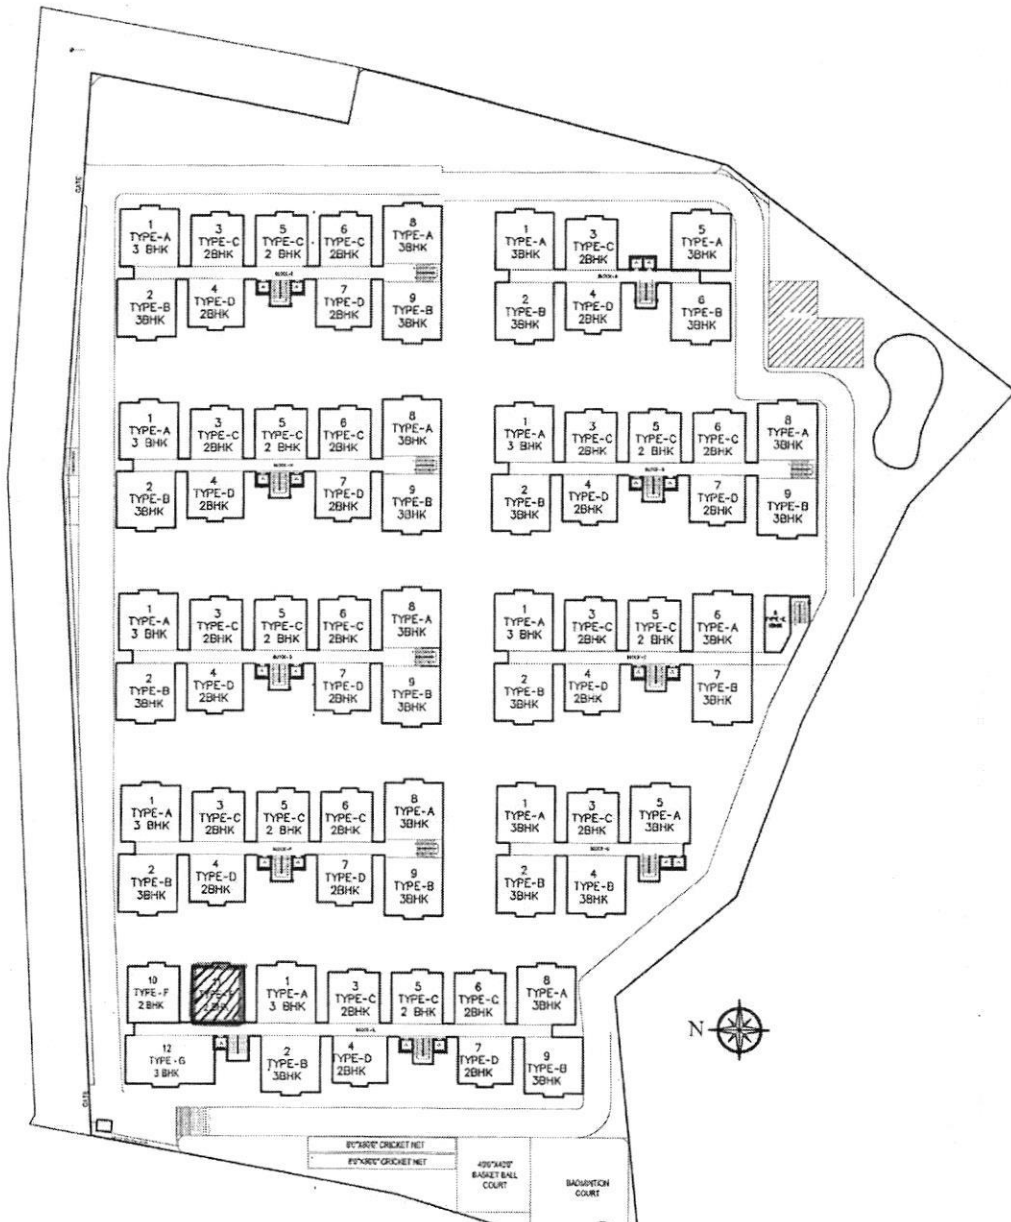 GATE
1
TYPE-A
3 BHK
3
TYPE-C
2BHK
5
TYPE-C
2 BHK
6
TYPE-C
2BHK
8
TYPE-A
3BHK
2
TYPE-B
3BHK
4
TYPE-D
2BHK
7
TYPE-D
2BHK
9
TYPE-B
3BHK
1
TYPE-A
3BHK
3
TYPE-C
2BHK
5
TYPE-A
3BHK
2
TYPE-B
3BHK
4
TYPE-D
2BHK
6
TYPE-B
3BHK
1
TYPE-A
3 BHK
3
TYPE-C
2BHK
5
TYPE-C
2 BHK
6
TYPE-C
2BHK
8
TYPE-A
3BHK
2
TYPE-B
3BHK
4
TYPE-D
2BHK
7
TYPE-D
2BHK
9
TYPE-B
3BHK
1
TYPE-A
3 BHK
3
TYPE-C
2BHK
5
TYPE-C
2 BHK
6
TYPE-C
2BHK
8
TYPE-A
3BHK
2
TYPE-B
3BHK
4
TYPE-D
2BHK
7
TYPE-D
2BHK
9
TYPE-B
3BHK
1
TYPE-A
3 BHK
3
TYPE-C
2BHK
5
TYPE-C
2 BHK
6
TYPE-C
2BHK
8
TYPE-A
3BHK
2
TYPE-B
3BHK
4
TYPE-D
2BHK
7
TYPE-D
2BHK
9
TYPE-B
3BHK
1
TYPE-A
3 BHK
3
TYPE-C
2BHK
5
TYPE-C
2 BHK
6
TYPE-A
3BHK
2
TYPE-B
3BHK
4
TYPE-D
2BHK
7
TYPE-B
3BHK
1
TYPE-A
3 BHK
3
TYPE-C
2BHK
5
TYPE-C
2 BHK
6
TYPE-C
2BHK
8
TYPE-A
3BHK
2
TYPE-B
3BHK
4
TYPE-D
2BHK
7
TYPE-D
2BHK
9
TYPE-B
3BHK
1
TYPE-A
3BHK
3
TYPE-C
2BHK
5
TYPE-A
3BHK
2
TYPE-B
3BHK
4
TYPE-B
3BHK
10
TYPE-F
2 BHK
11
TYPE-F
2 BHK
1
TYPE-A
3 BHK
3
TYPE-C
2BHK
5
TYPE-C
2 BHK
6
TYPE-C
2BHK
8
TYPE-A
3BHK
12
TYPE-G
3 BHK
2
TYPE-B
3BHK
4
TYPE-D
2BHK
7
TYPE-D
2BHK
9
TYPE-B
3BHK
N
GATE
CRICKET NET
CRICKET NET
BASKET BALL
COURT
BADMINTION
COURT